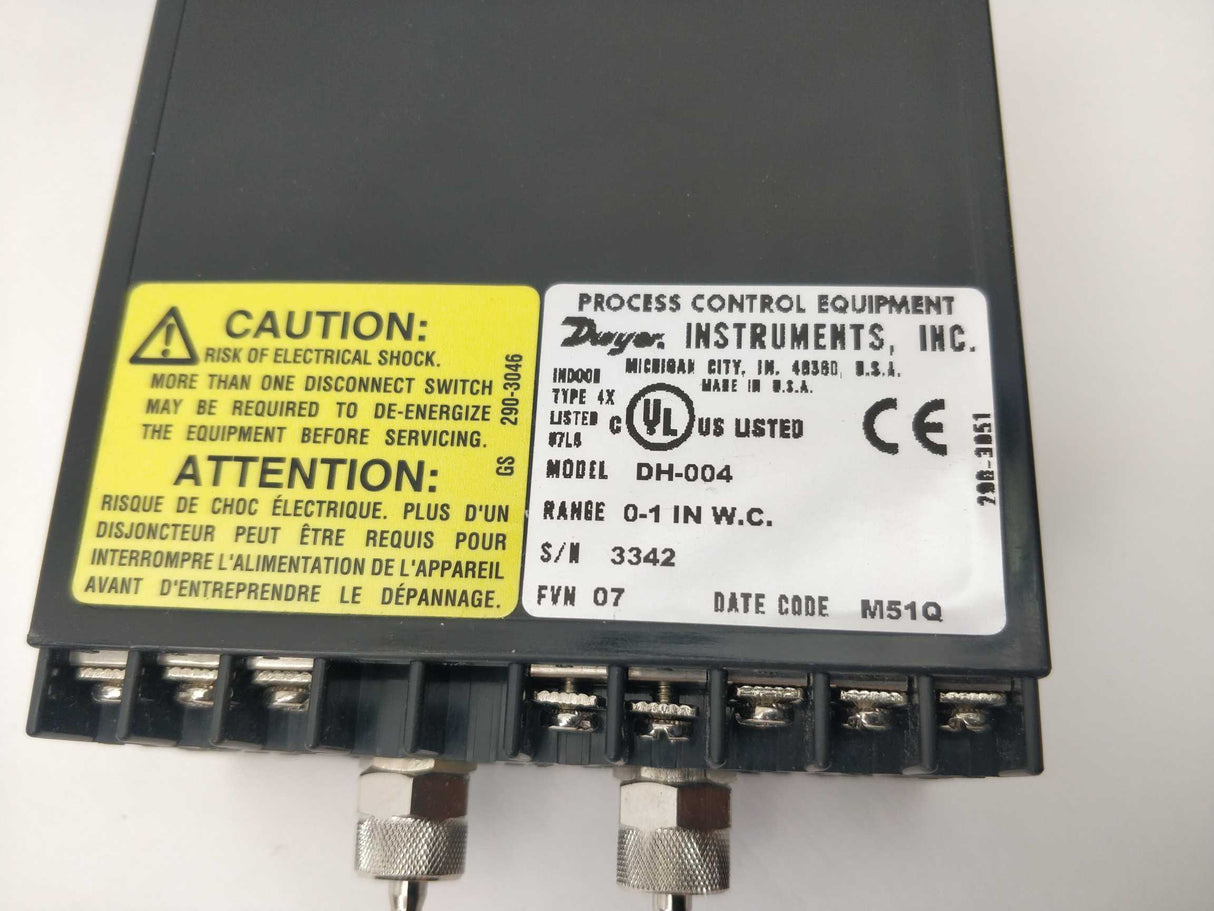 CAUTION:
RISK OF ELECTRICAL SHOCK.
MORE THAN ONE DISCONNECT SWITCH
MAY BE REQUIRED TO DE-ENERGIZE
THE EQUIPMENT BEFORE SERVICING.
290-3046
GS
ATTENTION:
RISQUE DE CHOC ÉLECTRIQUE. PLUS D'UN
DISJONCTEUR PEUT ÊTRE REQUIS POUR
INTERROMPRE L'ALIMENTATION DE L'APPAREIL
AVANT D'ENTREPRENDRE LE DÉPANNAGE.
PROCESS CONTROL EQUIPMENT
Dwyer. INSTRUMENTS, INC.
MICHIGAN CITY, IN. 46360, U.S.A.
MADE IN U.S.A.
INDOOR
TYPE 4X
LISTED
C UL US LISTED
CE
MODEL DH-004
RANGE 0-1 IN W.C.
S/N 3342
FVN 07 DATE CODE M51Q